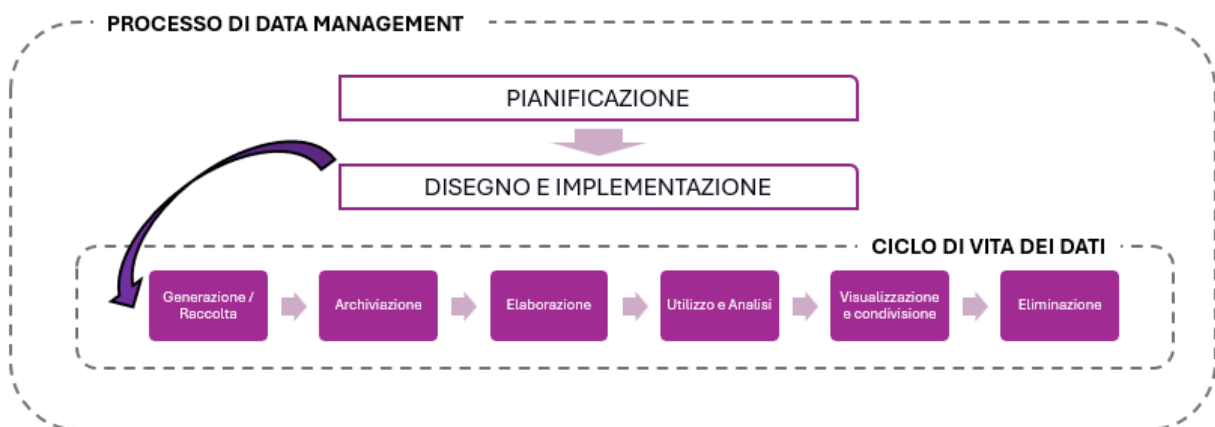 PROCESSO DI DATA MANAGEMENT
PIANIFICAZIONE
DISEGNO E IMPLEMENTAZIONE
CICLO DI VITA DEI DATI
Generazione /
Raccolta
Archiviazione
Elaborazione
Utilizzo e Analisi
Visualizzazione
e condivisione
Eliminazione